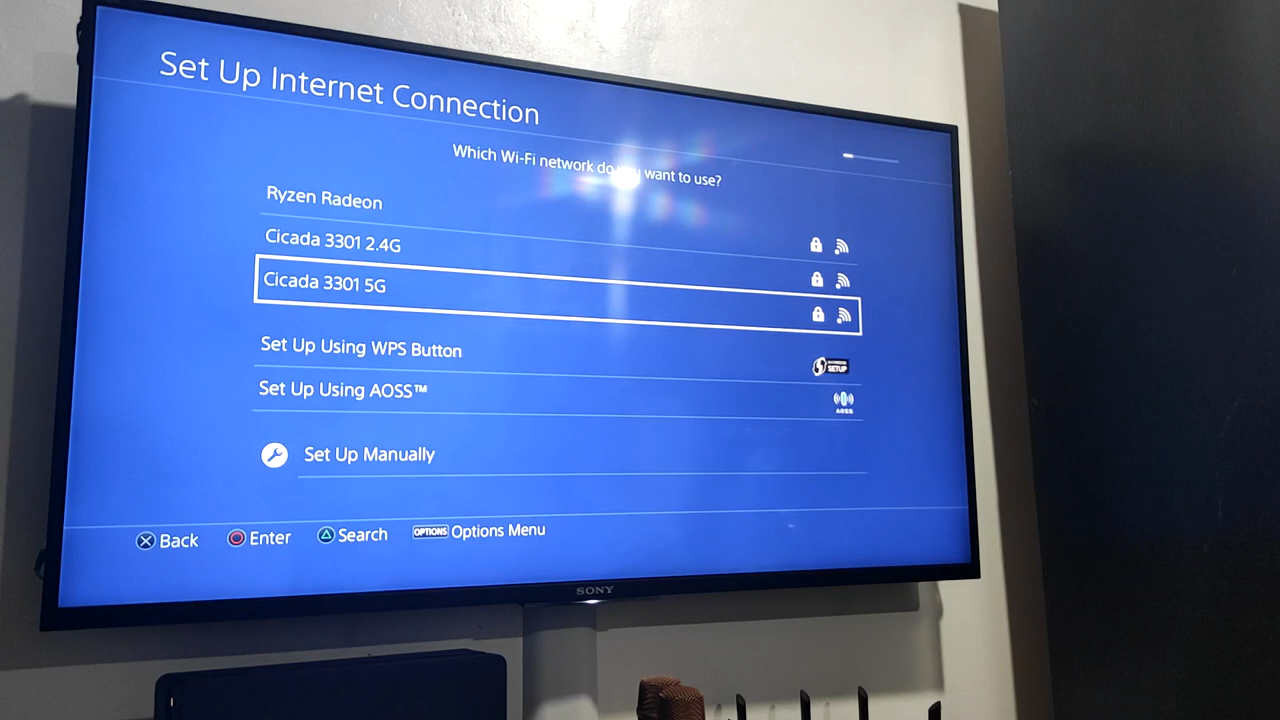 Set Up Internet Connection
Which Wi-Fi network do you want to use?
Ryzen Radeon
Cicada 3301 2.4G
Cicada 3301 5G
Set Up Using WPS Button
SETUP
Set Up Using AOSS™
AOSS
Set Up Manually
Back Enter Search OPTIONS Options Menu
SONY